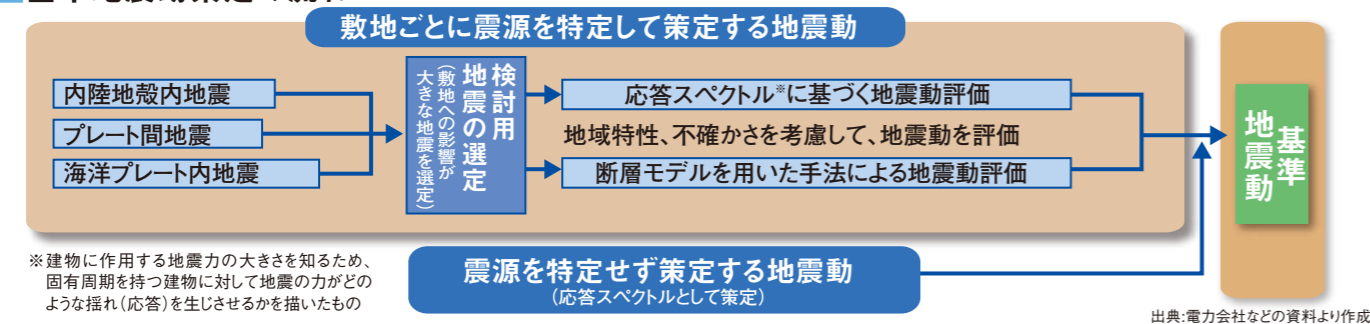 敷地ごとに震源を特定して策定する地震動
内陸地殻内地震
プレート間地震
海洋プレート内地震
検討用
地震の選定
(敷地への影響が
大きな地震を選定)
応答スペクトル※に基づく地震動評価
地域特性、不確かさを考慮して、地震動を評価
断層モデルを用いた手法による地震動評価
基準
地震動
震源を特定せず策定する地震動
(応答スペクトルとして策定)
※建物に作用する地震力の大きさを知るため、
固有周期を持つ建物に対して地震の力がどの
ような揺れ(応答)を生じさせるかを描いたもの
出典:電力会社などの資料より作成